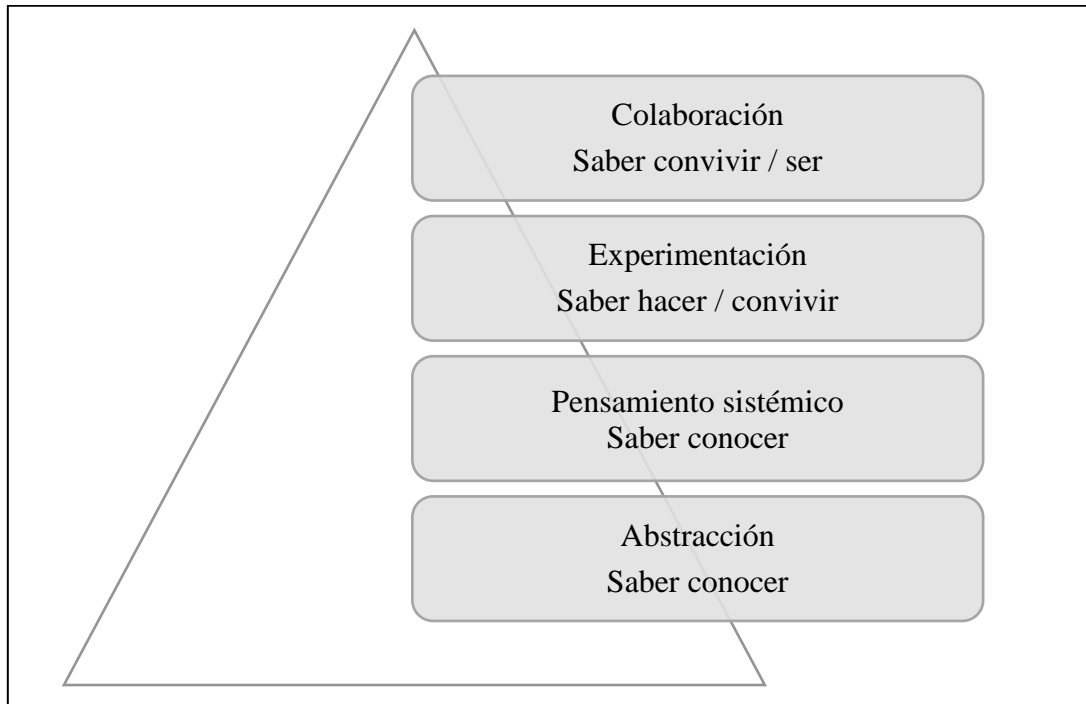 Colaboración
Saber convivir / ser
Experimentación
Saber hacer / convivir
Pensamiento sistémico
Saber conocer
Abstracción
Saber conocer